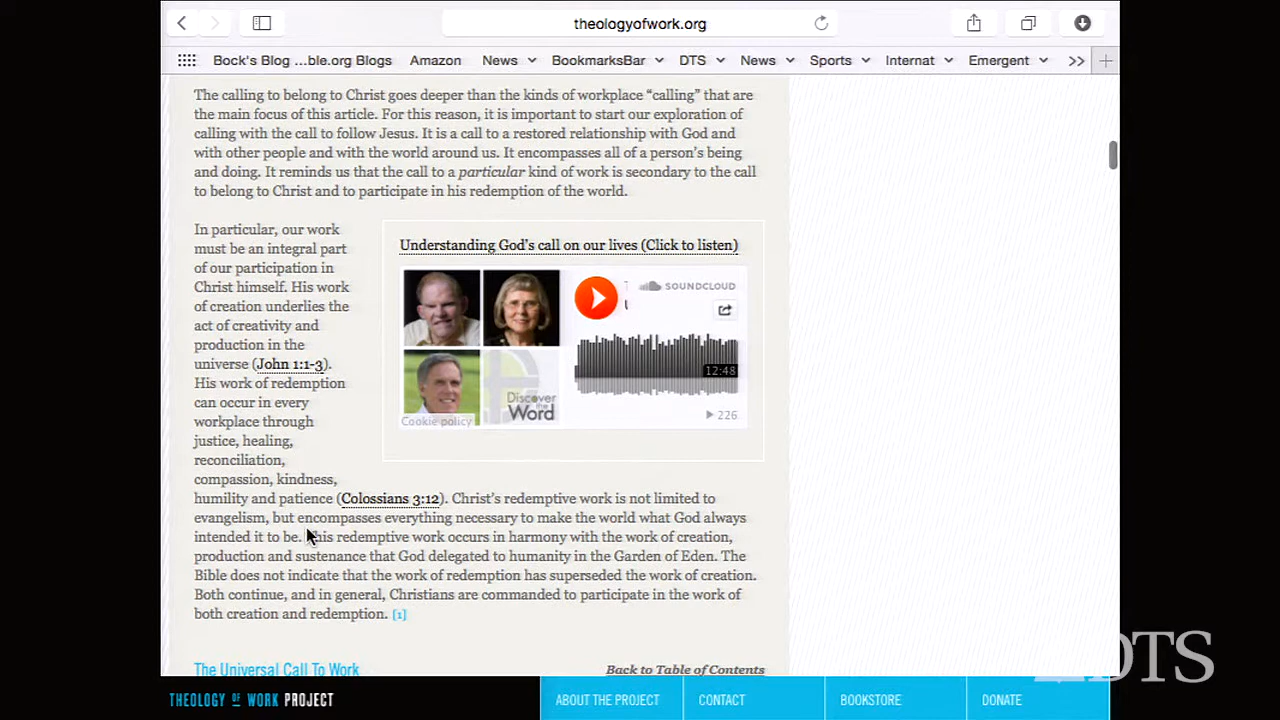 theologyofwork.org
Bock's Blog ...ble.org Blogs Amazon News BookmarksBar DTS News Sports Internat Emergent >>
The calling to belong to Christ goes deeper than the kinds of workplace “calling” that are
the main focus of this article. For this reason, it is important to start our exploration of
calling with the call to follow Jesus. It is a call to a restored relationship with God and
with other people and with the world around us. It encompasses all of a person's being
and doing. It reminds us that the call to a particular kind of work is secondary to the call
to belong to Christ and to participate in his redemption of the world.
In particular, our work
must be an integral part
of our participation in
Christ himself. His work
of creation underlies the
act of creativity and
production in the
universe (John 1:1-3).
His work of redemption
can occur in every
workplace through
justice, healing,
reconciliation,
compassion, kindness,
humility and patience (Colossians 3:12). Christ's redemptive work is not limited to
evangelism, but encompasses everything necessary to make the world what God always
intended it to be. This redemptive work occurs in harmony with the work of creation,
production and sustenance that God delegated to humanity in the Garden of Eden. The
Bible does not indicate that the work of redemption has superseded the work of creation.
Both continue, and in general, Christians are commanded to participate in the work of
both creation and redemption. [1]
Understanding God's call on our lives (Click to listen)
SOUNDCLOUD
12:48
Discover
the
Word
Cookie policy
226
The Universal Call To Work
Back to Table of Contents
THEOLOGY OF WORK PROJECT
ABOUT THE PROJECT CONTACT BOOKSTORE DONATE
DTS